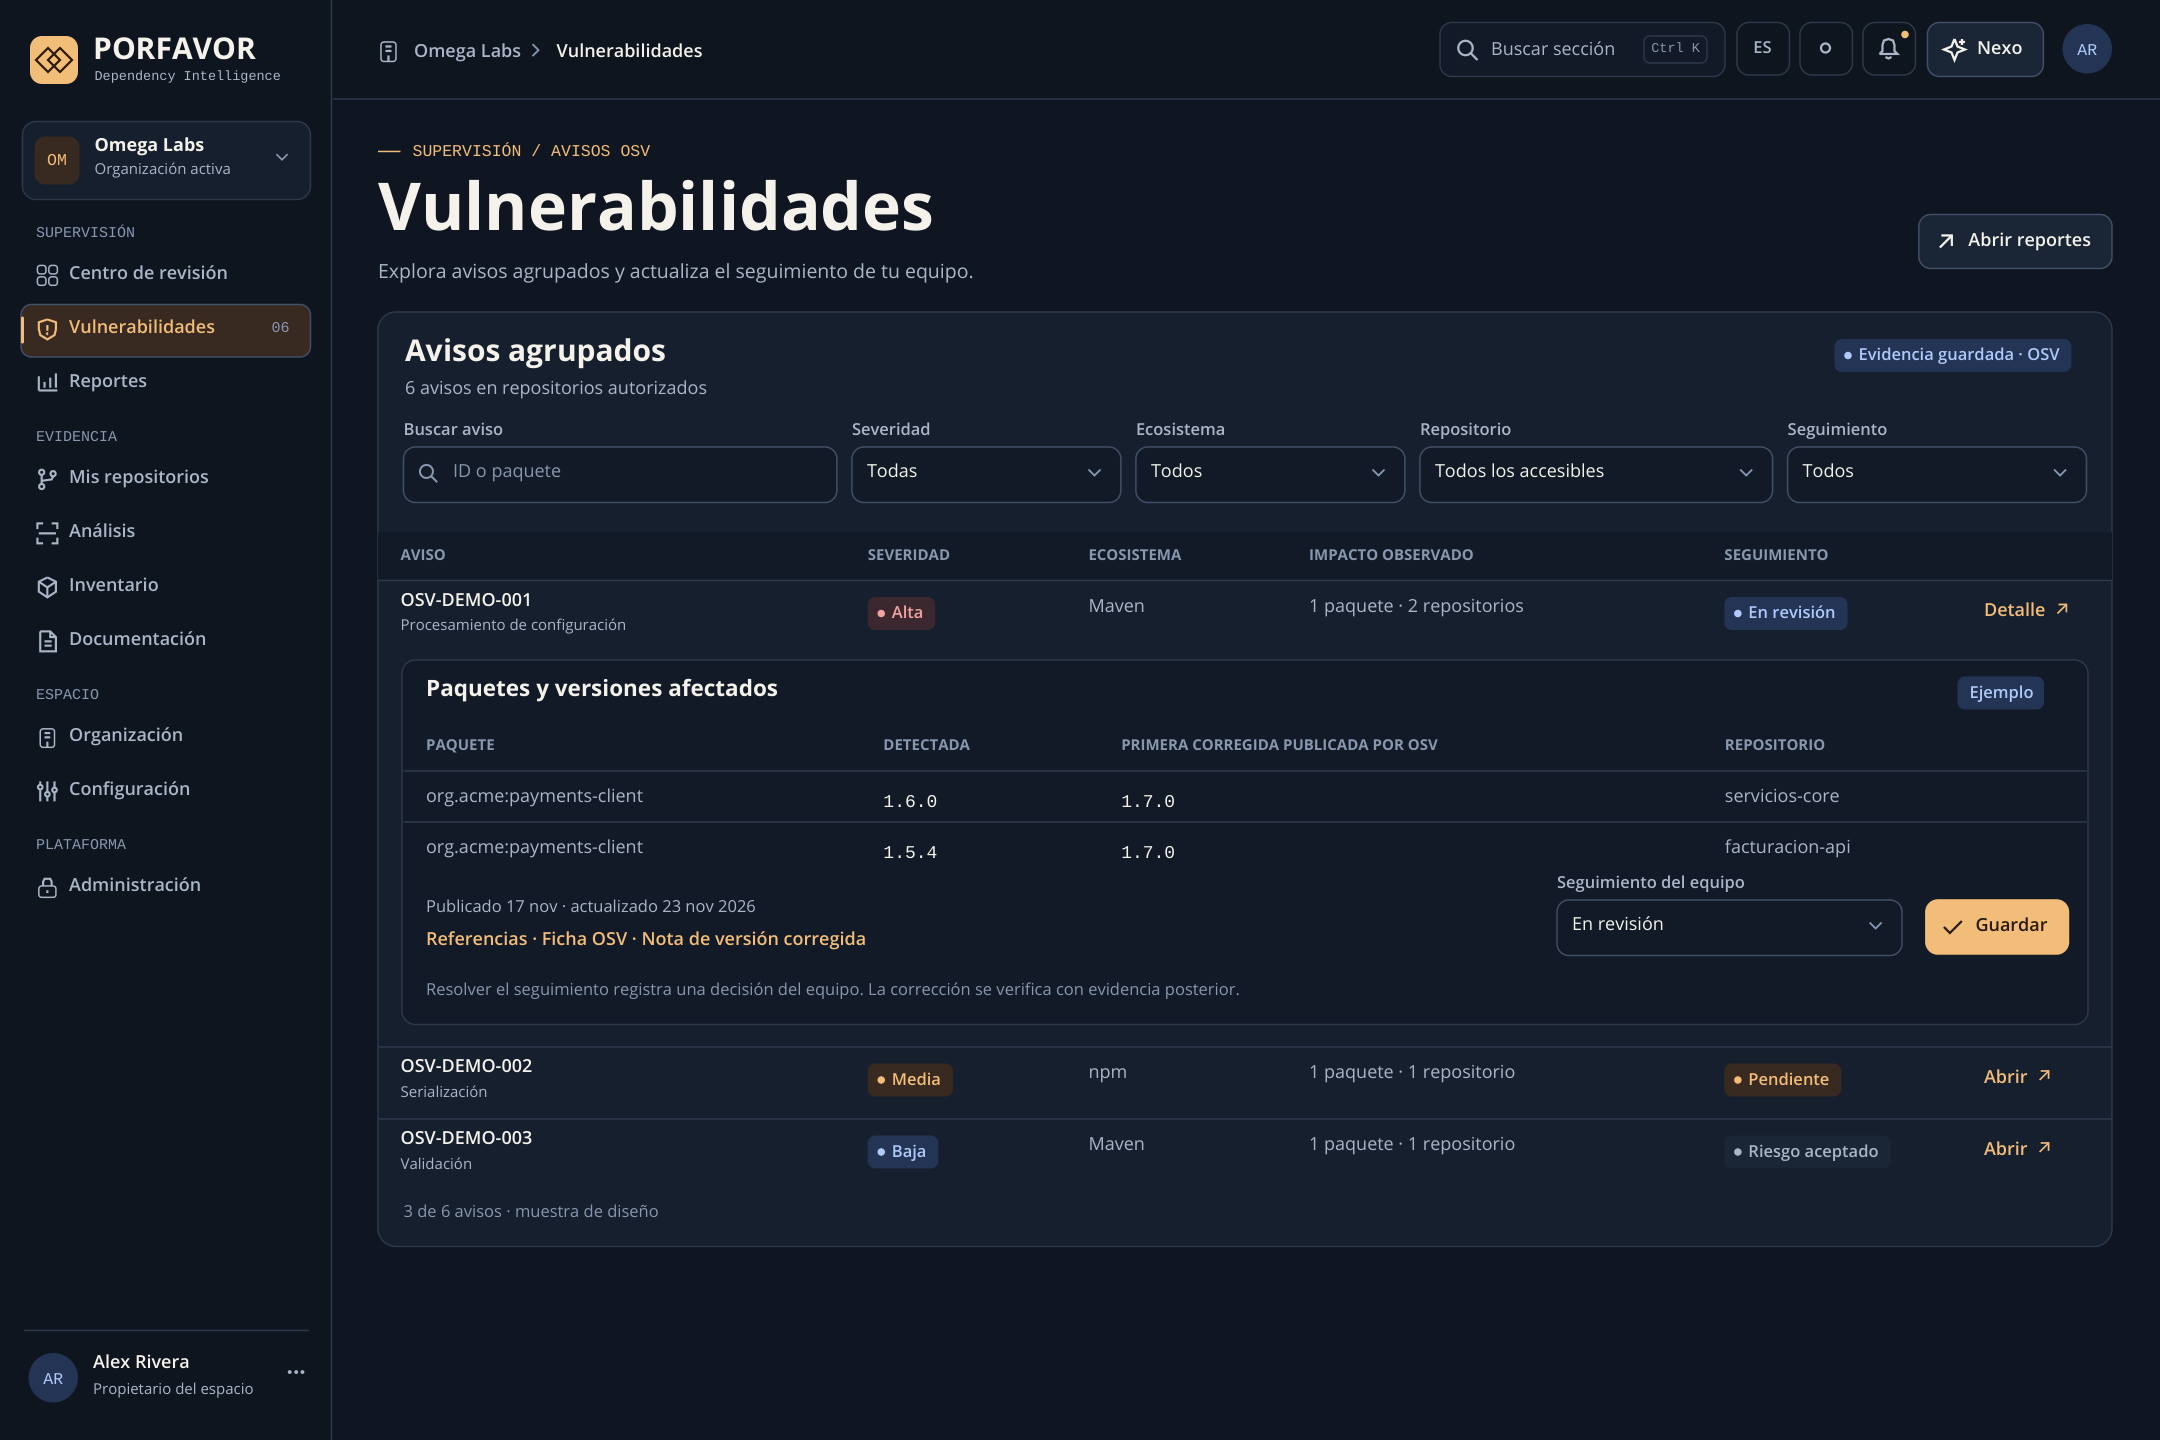 PORFAVOR
Dependency Intelligence
OM
Omega Labs
Organización activa
SUPERVISIÓN
Centro de revisión
Vulnerabilidades 06
Reportes
EVIDENCIA
Mis repositorios
Análisis
Inventario
Documentación
ESPACIO
Organización
Configuración
PLATAFORMA
Administración
AR
Alex Rivera
Propietario del espacio
Omega Labs > Vulnerabilidades
Buscar sección Ctrl K
ES
Nexo
AR
SUPERVISIÓN / AVISOS OSV
Vulnerabilidades
Explora avisos agrupados y actualiza el seguimiento de tu equipo.
Abrir reportes
Avisos agrupados
6 avisos en repositorios autorizados
Evidencia guardada · OSV
Buscar aviso Severidad Ecosistema Repositorio Seguimiento
ID o paquete Todas Todos Todos los accesibles Todos
AVISO SEVERIDAD ECOSISTEMA IMPACTO OBSERVADO SEGUIMIENTO
OSV-DEMO-001 Alta Maven 1 paquete · 2 repositorios En revisión Detalle
Procesamiento de configuración
Paquetes y versiones afectados Ejemplo
PAQUETE DETECTADA PRIMERA CORREGIDA PUBLICADA POR OSV REPOSITORIO
org.acme:payments-client 1.6.0 1.7.0 servicios-core
org.acme:payments-client 1.5.4 1.7.0 facturacion-api
Publicado 17 nov · actualizado 23 nov 2026
Referencias · Ficha OSV · Nota de versión corregida
Seguimiento del equipo
En revisión
Guardar
Resolver el seguimiento registra una decisión del equipo. La corrección se verifica con evidencia posterior.
OSV-DEMO-002 Media npm 1 paquete · 1 repositorio Pendiente Abrir
Serialización
OSV-DEMO-003 Baja Maven 1 paquete · 1 repositorio Riesgo aceptado Abrir
Validación
3 de 6 avisos · muestra de diseño